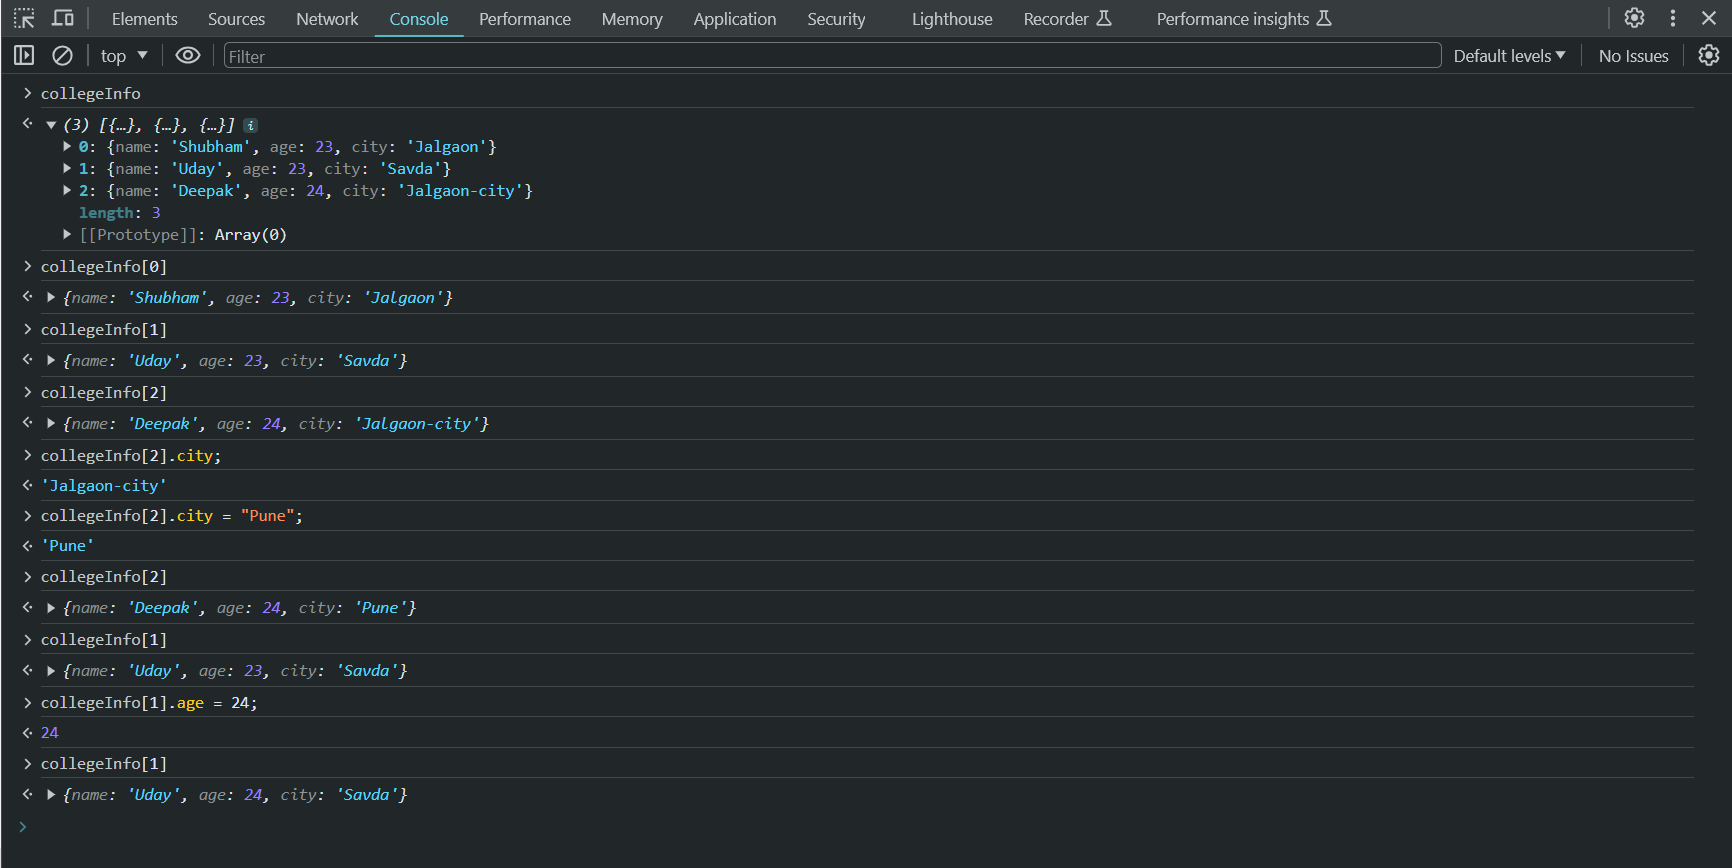 Elements Sources Network Console Performance Memory Application Security Lighthouse Recorder Performance insights
top Filter Default levels No Issues
> collegeInfo
(3) [{…}, {…}, {…}] i
0: {name: 'Shubham', age: 23, city: 'Jalgaon'}
1: {name: 'Uday', age: 23, city: 'Savda'}
2: {name: 'Deepak', age: 24, city: 'Jalgaon-city'}
length: 3
[[Prototype]]: Array(0)
> collegeInfo[0]
{name: 'Shubham', age: 23, city: 'Jalgaon'}
> collegeInfo[1]
{name: 'Uday', age: 23, city: 'Savda'}
> collegeInfo[2]
{name: 'Deepak', age: 24, city: 'Jalgaon-city'}
> collegeInfo[2].city;
'Jalgaon-city'
> collegeInfo[2].city = "Pune";
'Pune'
> collegeInfo[2]
{name: 'Deepak', age: 24, city: 'Pune'}
> collegeInfo[1]
{name: 'Uday', age: 23, city: 'Savda'}
> collegeInfo[1].age = 24;
24
> collegeInfo[1]
{name: 'Uday', age: 24, city: 'Savda'}
>